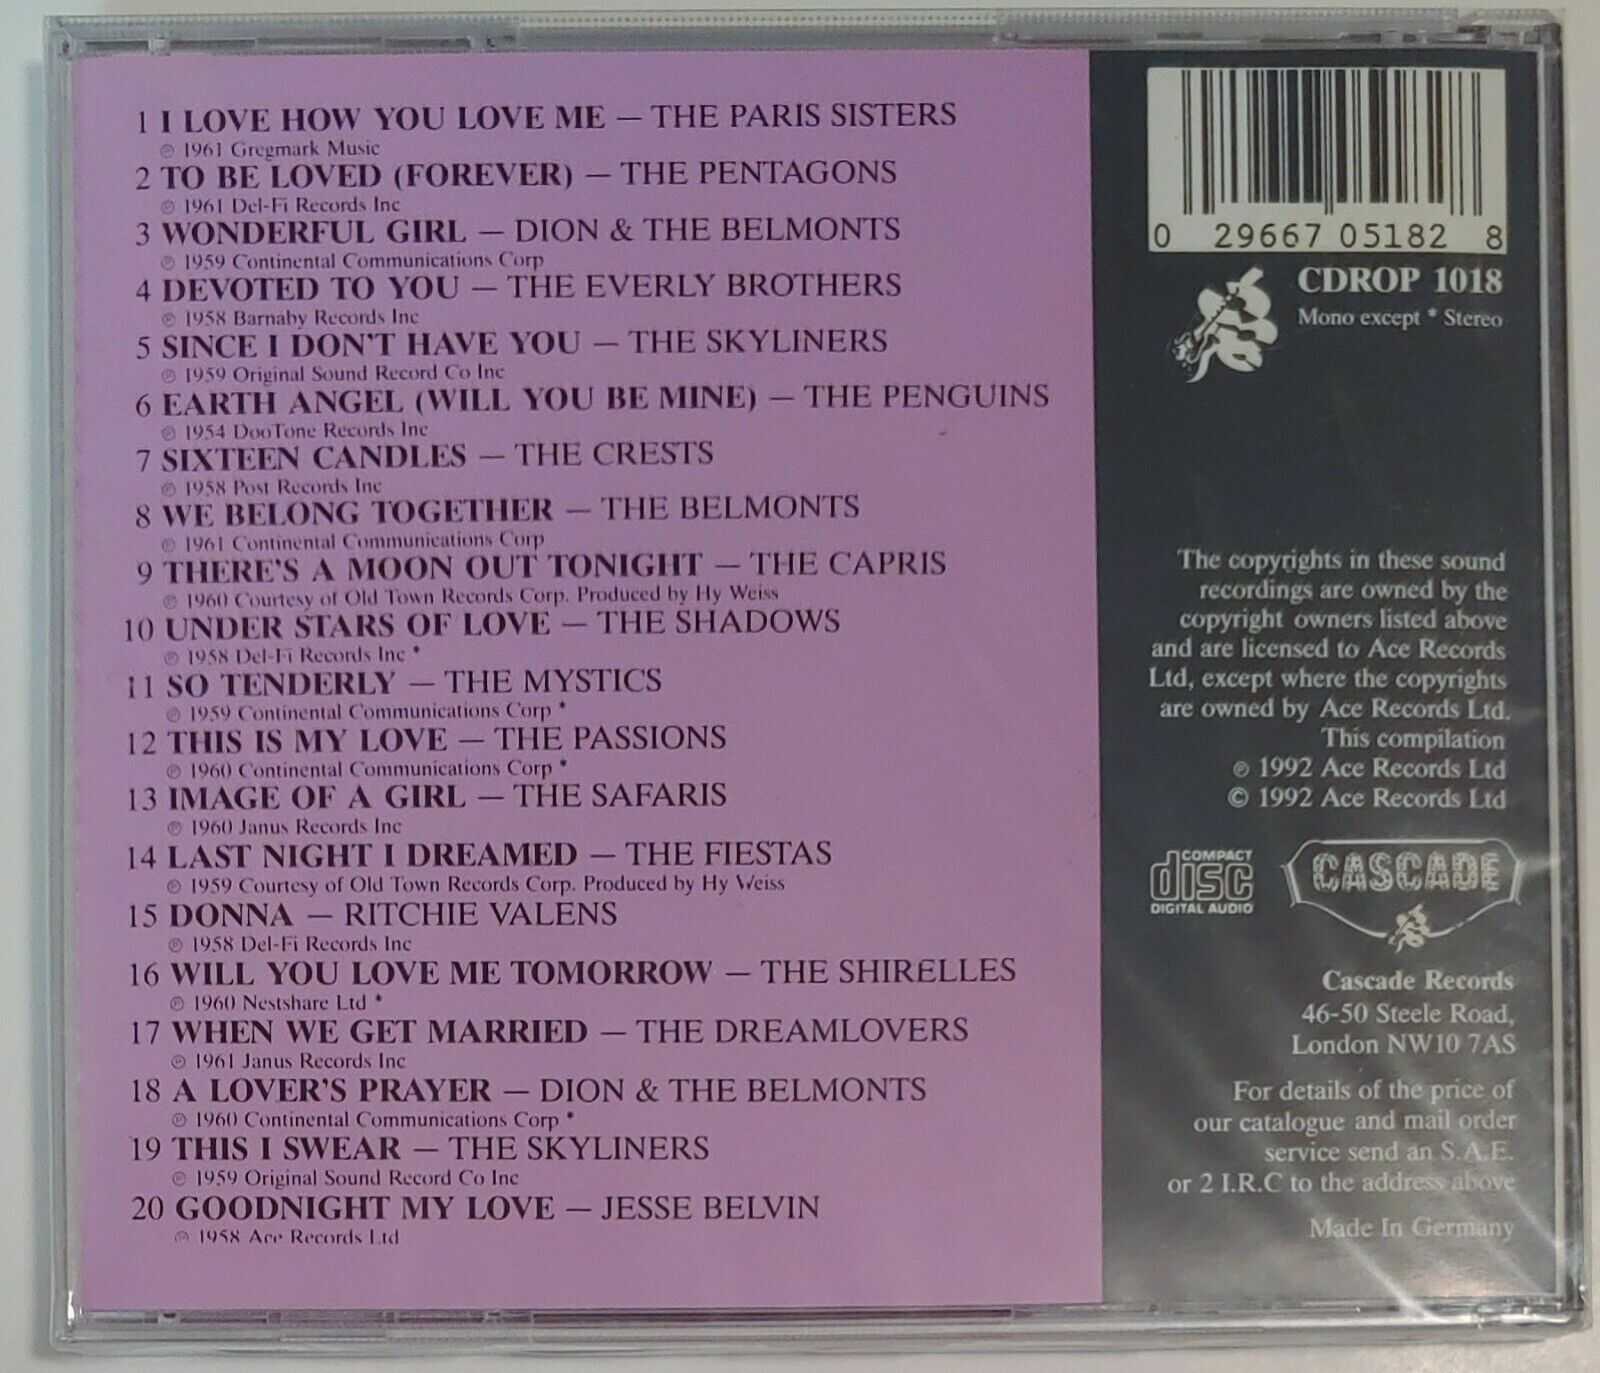 1 I LOVE HOW YOU LOVE ME — THE PARIS SISTERS
℗ 1961 Gregmark Music
2 TO BE LOVED (FOREVER) — THE PENTAGONS
℗ 1961 Del-Fi Records Inc
3 WONDERFUL GIRL — DION & THE BELMONTS
℗ 1959 Continental Communications Corp
4 DEVOTED TO YOU — THE EVERLY BROTHERS
℗ 1958 Barnaby Records Inc
5 SINCE I DON'T HAVE YOU — THE SKYLINERS
℗ 1959 Original Sound Record Co Inc
6 EARTH ANGEL (WILL YOU BE MINE) — THE PENGUINS
℗ 1954 DooTone Records Inc
7 SIXTEEN CANDLES — THE CRESTS
℗ 1958 Post Records Inc
8 WE BELONG TOGETHER — THE BELMONTS
℗ 1961 Continental Communications Corp
9 THERE'S A MOON OUT TONIGHT — THE CAPRIS
℗ 1960 Courtesy of Old Town Records Corp. Produced by Hy Weiss
10 UNDER STARS OF LOVE — THE SHADOWS
℗ 1958 Del-Fi Records Inc *
11 SO TENDERLY — THE MYSTICS
℗ 1959 Continental Communications Corp *
12 THIS IS MY LOVE — THE PASSIONS
℗ 1960 Continental Communications Corp *
13 IMAGE OF A GIRL — THE SAFARIS
℗ 1960 Janus Records Inc
14 LAST NIGHT I DREAMED — THE FIESTAS
℗ 1959 Courtesy of Old Town Records Corp. Produced by Hy Weiss
15 DONNA — RITCHIE VALENS
℗ 1958 Del-Fi Records Inc
16 WILL YOU LOVE ME TOMORROW — THE SHIRELLES
℗ 1960 Nestshare Ltd *
17 WHEN WE GET MARRIED — THE DREAMLOVERS
℗ 1961 Janus Records Inc
18 A LOVER'S PRAYER — DION & THE BELMONTS
℗ 1960 Continental Communications Corp *
19 THIS I SWEAR — THE SKYLINERS
℗ 1959 Original Sound Record Co Inc
20 GOODNIGHT MY LOVE — JESSE BELVIN
℗ 1958 Ace Records Ltd
0 29667 05182 8
CDROP 1018
Mono except * Stereo
The copyrights in these sound
recordings are owned by the
copyright owners listed above
and are licensed to Ace Records
Ltd, except where the copyrights
are owned by Ace Records Ltd.
This compilation
℗ 1992 Ace Records Ltd
© 1992 Ace Records Ltd
COMPACT
disc
DIGITAL AUDIO
CASCADE
Cascade Records
46-50 Steele Road,
London NW10 7AS
For details of the price of
our catalogue and mail order
service send an S.A.E.
or 2 I.R.C to the address above
Made In Germany